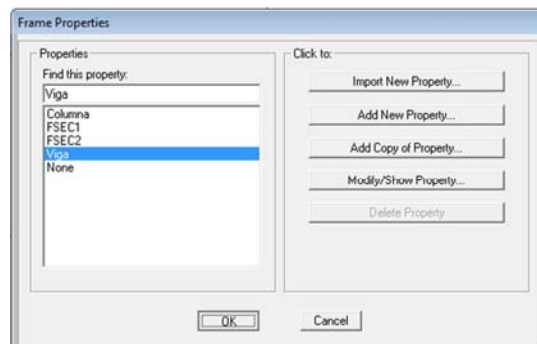 Frame Properties
Properties
Find this property:
Viga
Columna
FSEC1
FSEC2
Viga
None
Click to:
Import New Property...
Add New Property...
Add Copy of Property...
Modify/Show Property...
Delete Property
OK
Cancel